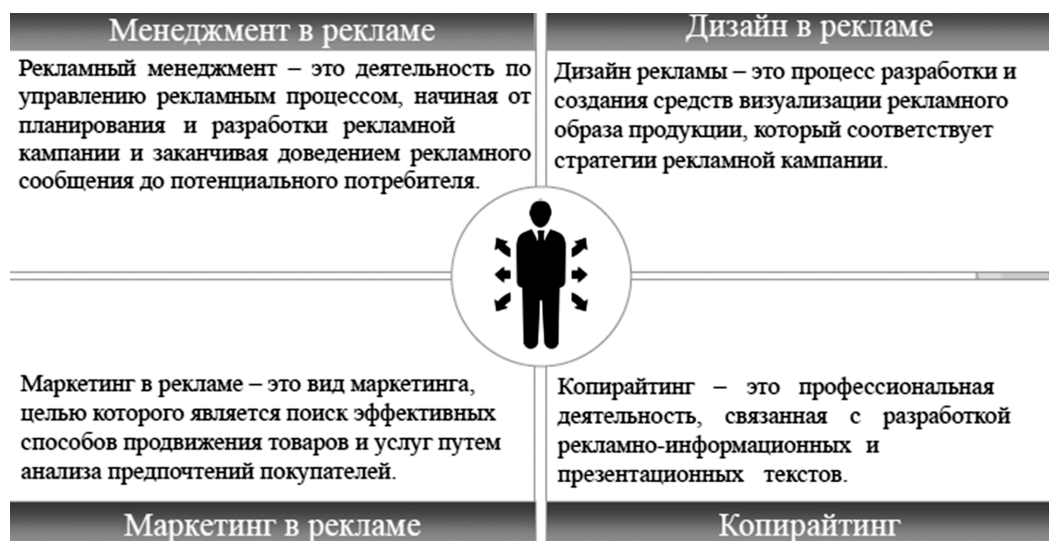 Менеджмент в рекламе
Рекламный менеджмент – это деятельность по
управлению рекламным процессом, начиная от
планирования и разработки рекламной
кампании и заканчивая доведением рекламного
сообщения до потенциального потребителя.
Дизайн в рекламе
Дизайн рекламы – это процесс разработки и
создания средств визуализации рекламного
образа продукции, который соответствует
стратегии рекламной кампании.
Маркетинг в рекламе – это вид маркетинга,
целью которого является поиск эффективных
способов продвижения товаров и услуг путем
анализа предпочтений покупателей.
Маркетинг в рекламе
Копирайтинг – это профессиональная
деятельность, связанная с разработкой
рекламно-информационных и
презентационных текстов.
Копирайтинг